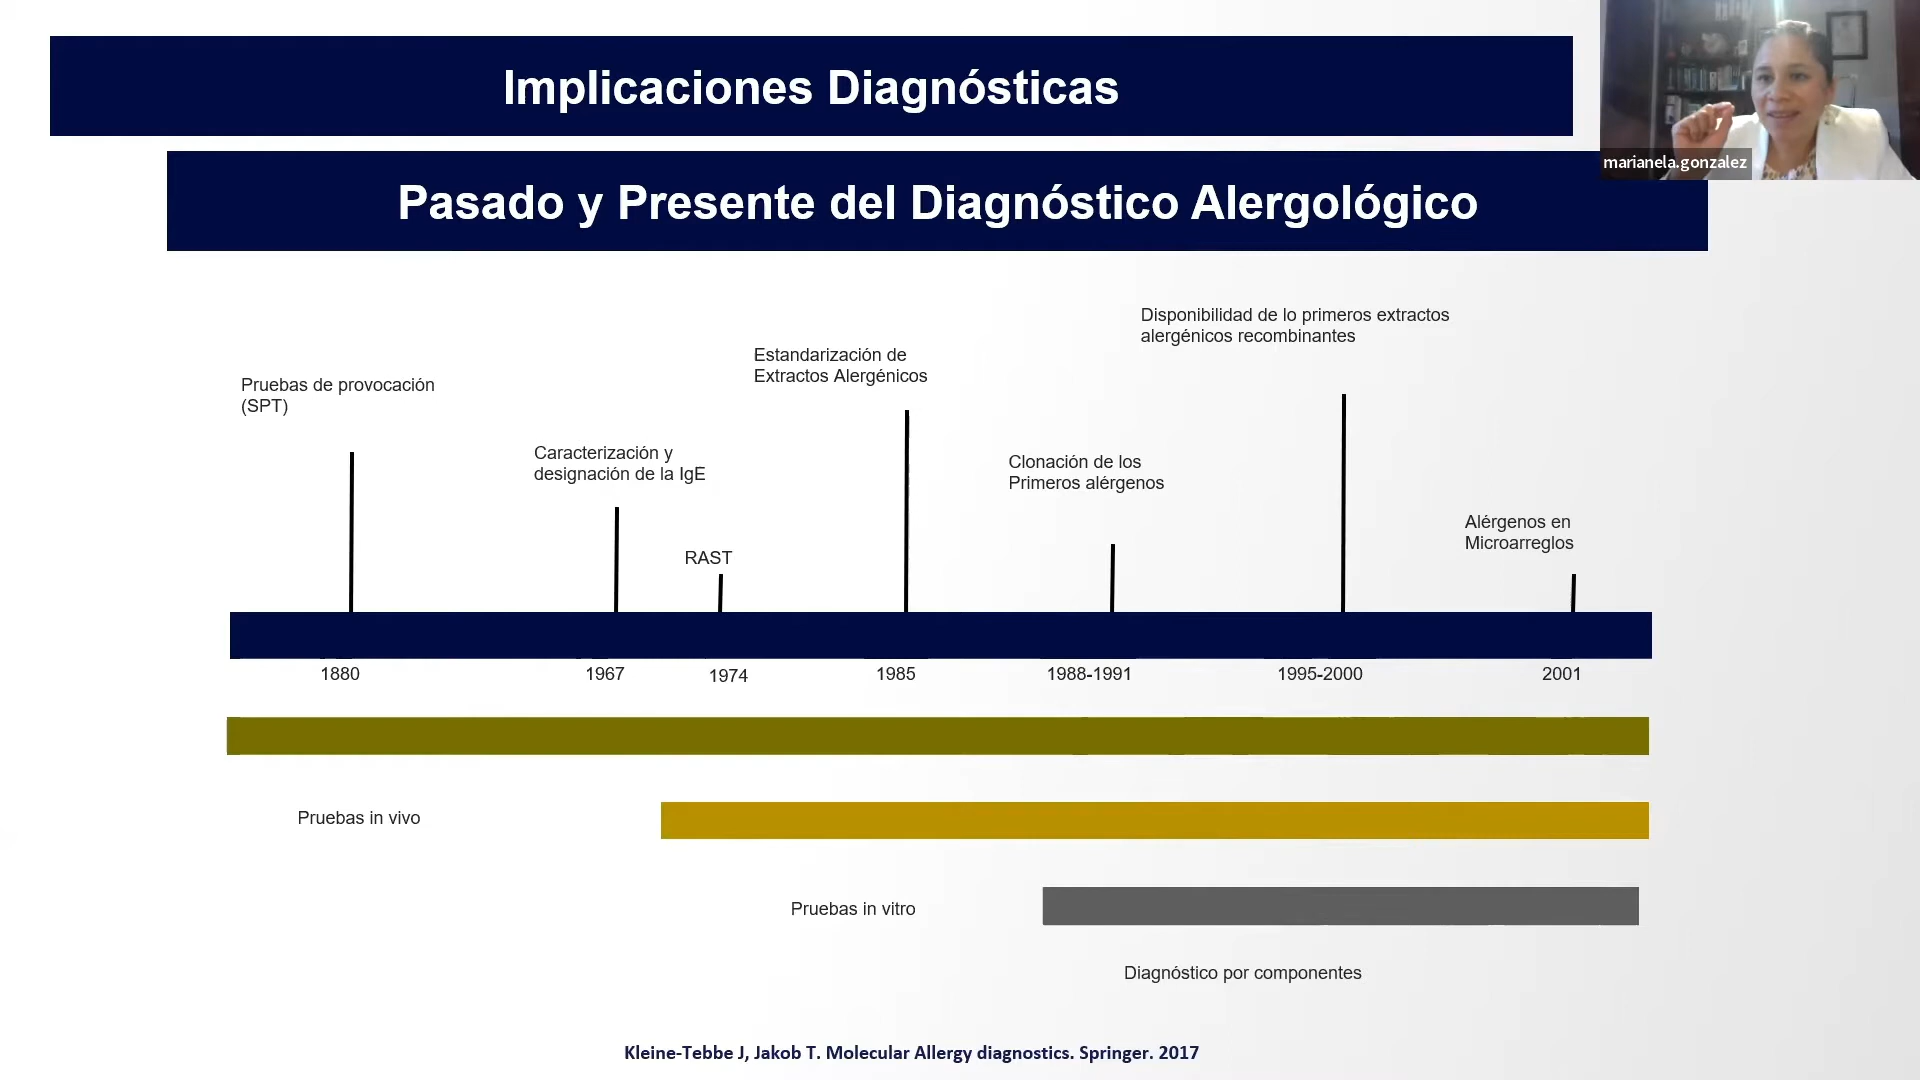 Implicaciones Diagnósticas
marianela.gonzalez
Pasado y Presente del Diagnóstico Alergológico
Disponibilidad de lo primeros extractos
alergénicos recombinantes
Estandarización de
Extractos Alergénicos
Pruebas de provocación
(SPT)
Caracterización y
designación de la IgE
Clonación de los
Primeros alérgenos
Alérgenos en
Microarreglos
RAST
1880
1967
1974
1985
1988-1991
1995-2000
2001
Pruebas in vivo
Pruebas in vitro
Diagnóstico por componentes
Kleine-Tebbe J, Jakob T. Molecular Allergy diagnostics. Springer. 2017